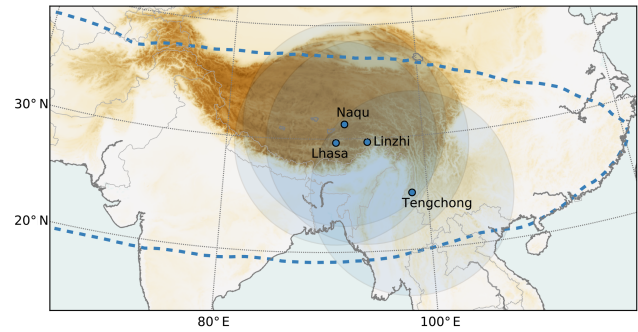 Naqu
30° N
Linzhi
Lhasa
Tengchong
20° N
80° E
100° E